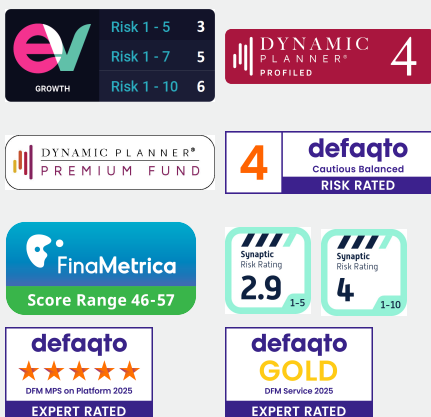 ev
GROWTH
Risk 1 - 5 3
Risk 1 - 7 5
Risk 1 - 10 6
DYNAMIC
PLANNER®
PROFILED
4
DYNAMIC PLANNER®
PREMIUM FUND
4
defaqto
Cautious Balanced
RISK RATED
FinaMetrica
Score Range 46-57
Synaptic
Risk Rating
2.9
1-5
Synaptic
Risk Rating
4
1-10
defaqto
DFM MPS on Platform 2025
EXPERT RATED
defaqto
GOLD
DFM Service 2025
EXPERT RATED